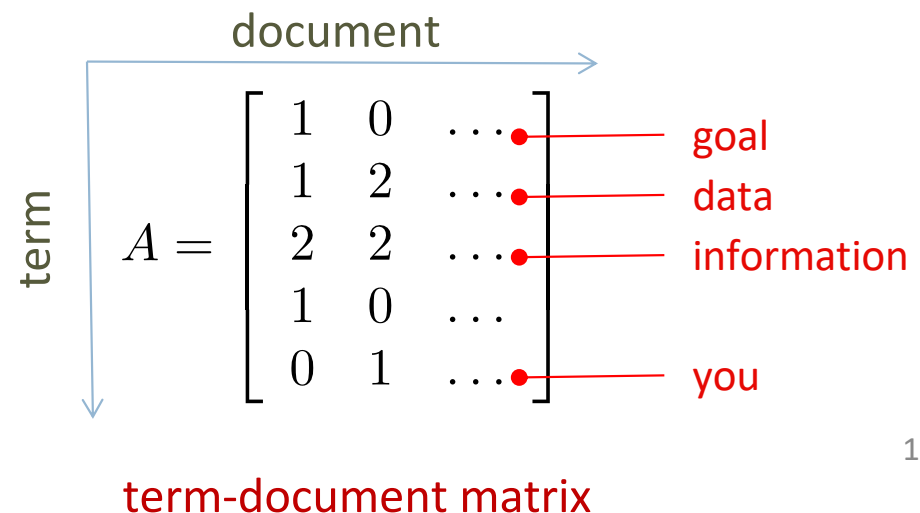 document
term
A =
1 0 ... goal
1 2 ... data
2 2 ... information
1 0 ...
0 1 ... you
1
term-document matrix